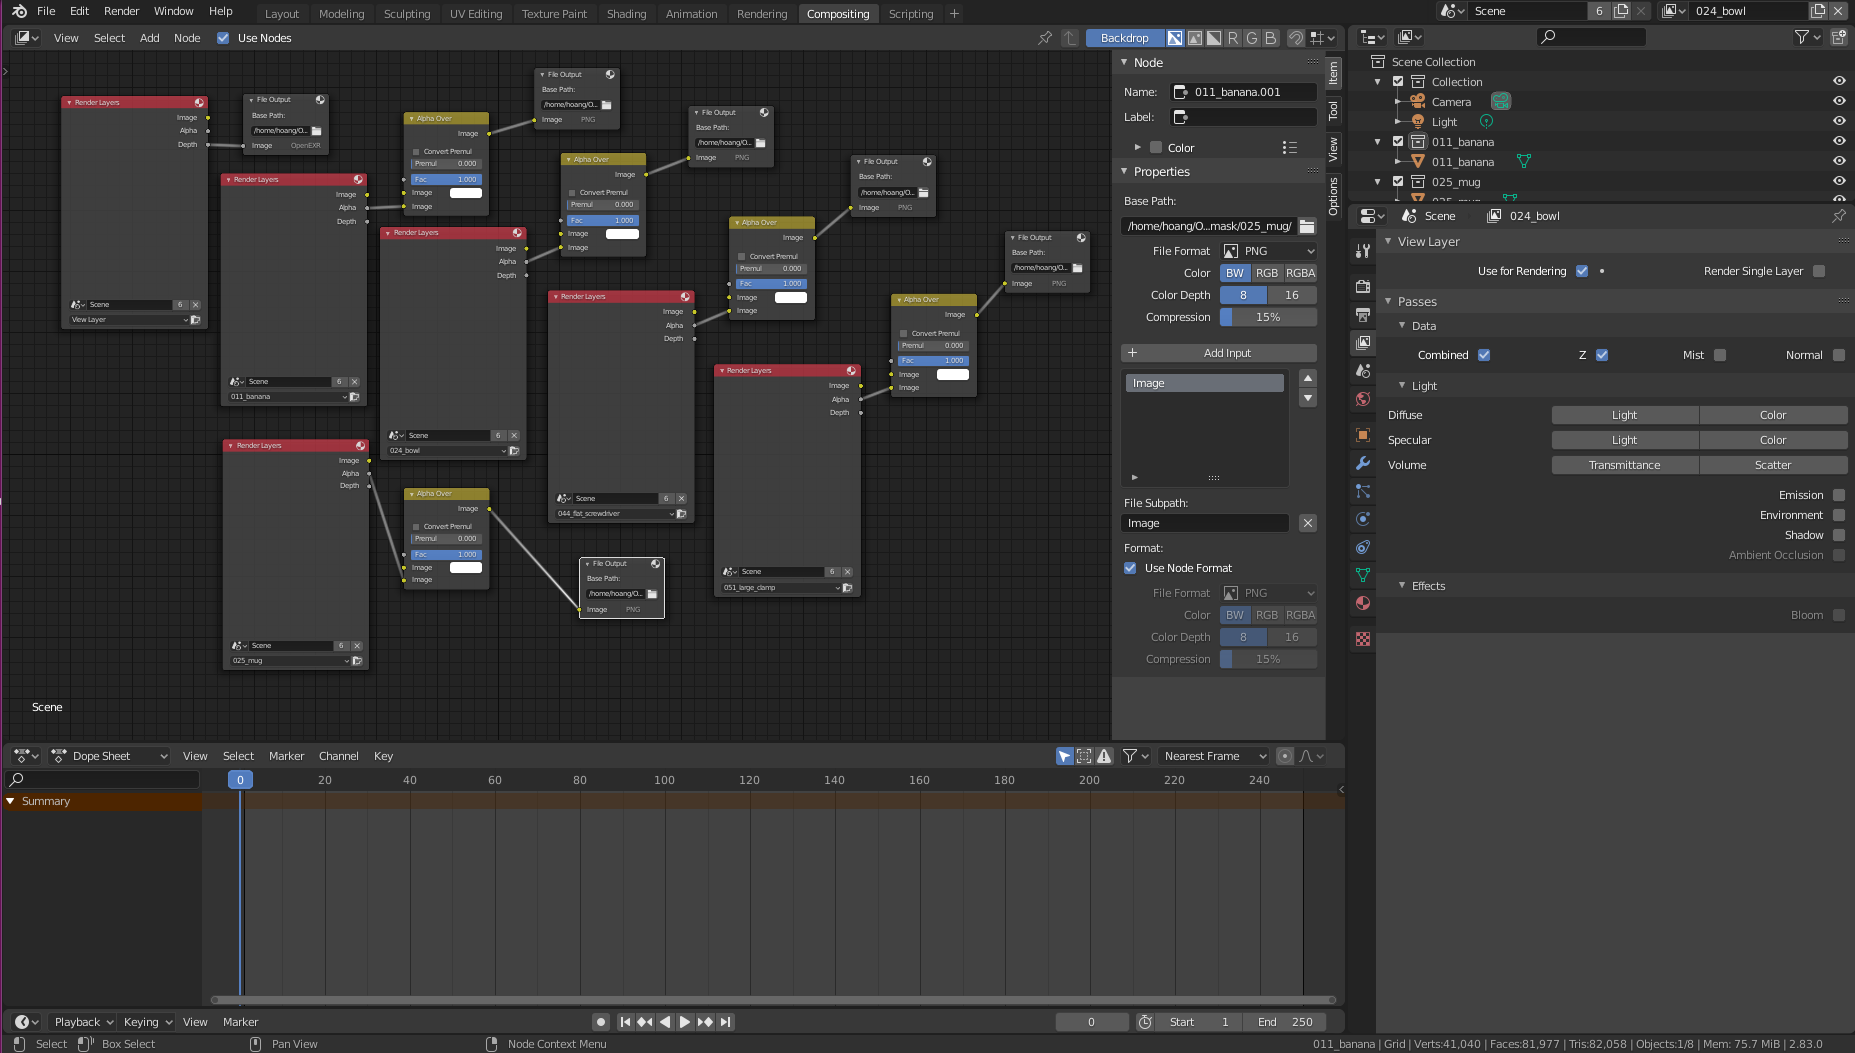 File Edit Render Window Help Layout Modeling Sculpting UV Editing Texture Paint Shading Animation Rendering Compositing Scripting + Scene 6 024_bowl
View Select Add Node Use Nodes Backdrop R G B
Render Layers
Image
Alpha
Depth
Scene 6
View Layer
File Output
Base Path:
/home/hoang/O...
Image OpenEXR
Render Layers
Image
Alpha
Depth
Scene 6
011_banana
Alpha Over
Image
Convert Premul
Premul 0.000
Fac 1.000
Image
Image
File Output
Base Path:
/home/hoang/O...
Image PNG
Render Layers
Image
Alpha
Depth
Scene 6
024_bowl
Alpha Over
Image
Convert Premul
Premul 0.000
Fac 1.000
Image
Image
File Output
Base Path:
/home/hoang/O...
Image PNG
Render Layers
Image
Alpha
Depth
Scene 6
044_flat_screwdriver
Alpha Over
Image
Convert Premul
Premul 0.000
Fac 1.000
Image
Image
File Output
Base Path:
/home/hoang/O...
Image PNG
Render Layers
Image
Alpha
Depth
Scene 6
051_large_clamp
Alpha Over
Image
Convert Premul
Premul 0.000
Fac 1.000
Image
Image
File Output
Base Path:
/home/hoang/O...
Image PNG
Render Layers
Image
Alpha
Depth
Scene 6
025_mug
Alpha Over
Image
Convert Premul
Premul 0.000
Fac 1.000
Image
Image
File Output
Base Path:
/home/hoang/O...
Image PNG
Scene
Node
Name: 011_banana.001
Label:
Color
Properties
Base Path:
/home/hoang/O...mask/025_mug/
File Format PNG
Color BW RGB RGBA
Color Depth 8 16
Compression 15%
+ Add Input
Image
File Subpath:
Image
Format:
Use Node Format
File Format PNG
Color BW RGB RGBA
Color Depth 8 16
Compression 15%
Item
Tool
View
Options
Scene Collection
Collection
Camera
Light
011_banana
011_banana
025_mug
025_mug
Scene 024_bowl
View Layer
Use for Rendering Render Single Layer
Passes
Data
Combined Z Mist Normal
Light
Diffuse Light Color
Specular Light Color
Volume Transmittance Scatter
Emission
Environment
Shadow
Ambient Occlusion
Effects
Bloom
Dope Sheet View Select Marker Channel Key Nearest Frame
0 20 40 60 80 100 120 140 160 180 200 220 240
Summary
Playback Keying View Marker 0 Start 1 End 250
Select Box Select Pan View Node Context Menu 011_banana | Grid | Verts:41,040 | Faces:81,977 | Tris:82,058 | Objects:1/8 | Mem: 75.7 MiB | 2.83.0